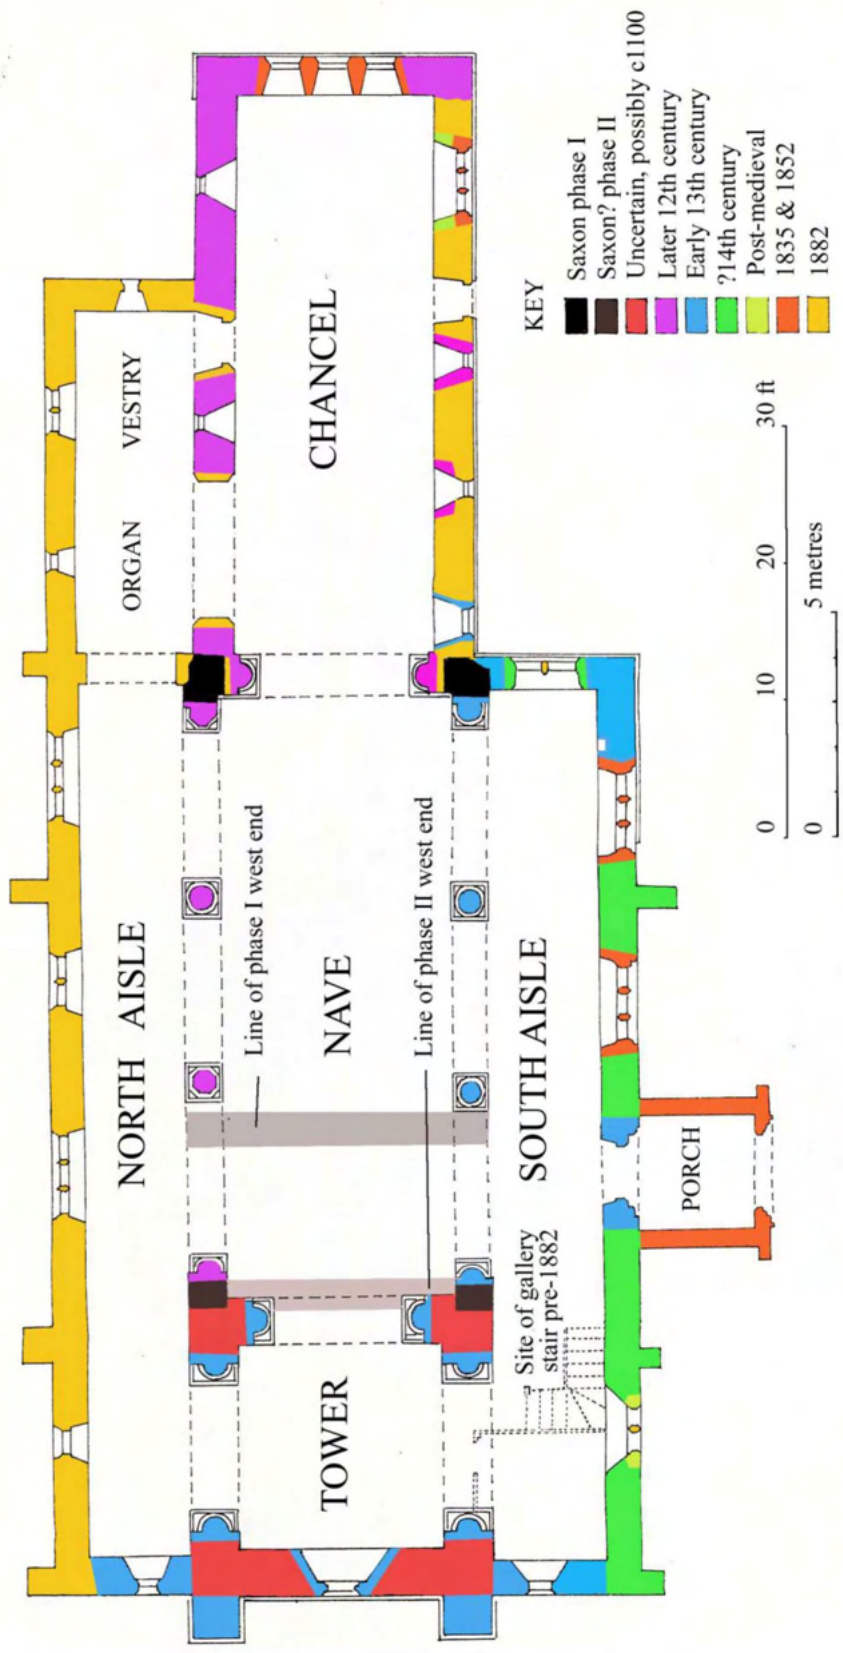 ORGAN VESTRY
CHANCEL
NORTH AISLE
Line of phase I west end
NAVE
Line of phase II west end
SOUTH AISLE
TOWER
Site of gallery
stair pre-1882
PORCH
KEY
Saxon phase I
Saxon? phase II
Uncertain, possibly c1100
Later 12th century
Early 13th century
?14th century
Post-medieval
1835 & 1852
1882
0 10 20 30 ft
0 5 metres